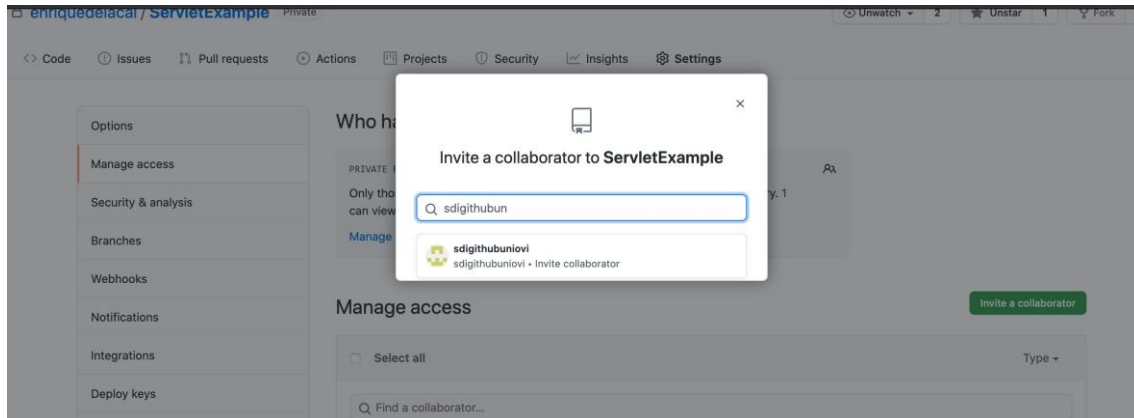 enriquedelacal / ServletExample Private
Unwatch 2 Unstar 1 Fork
Code Issues Pull requests Actions Projects Security Insights Settings
Options
Manage access
Security & analysis
Branches
Webhooks
Notifications
Integrations
Deploy keys
Who ha
PRIVATE
Only tho
can view
Manage
y. 1
Invite a collaborator to ServletExample
sdigithubun
sdigithubuniovi
sdigithubuniovi • Invite collaborator
Manage access
Invite a collaborator
Select all Type
Find a collaborator...